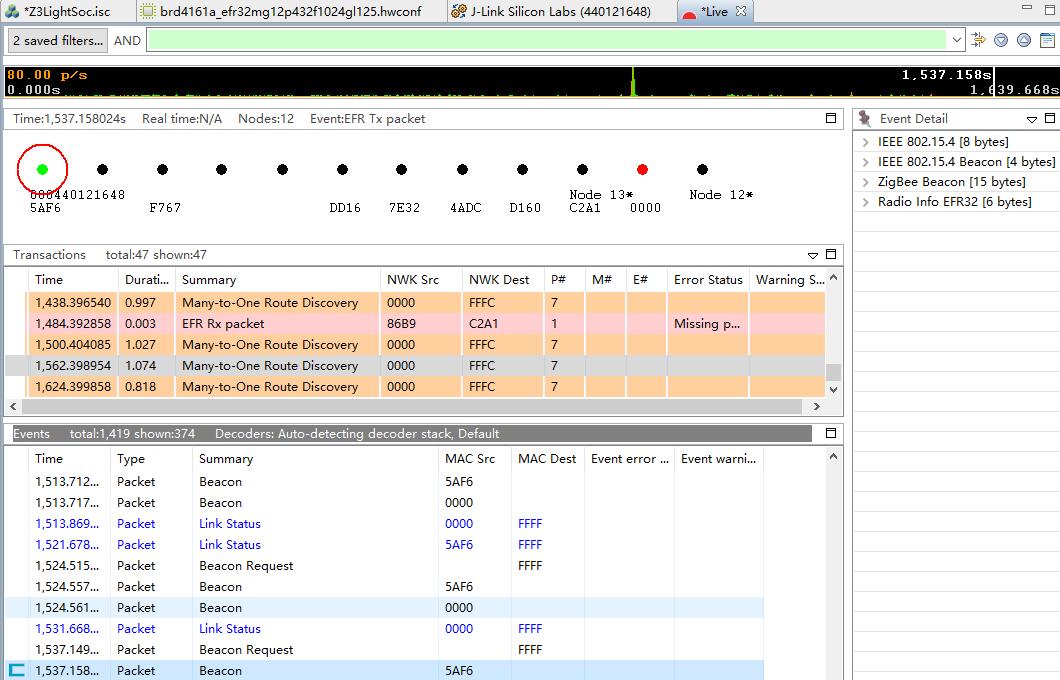 *Z3LightSoc.isc brd4161a_efr32mg12p432f1024gl125.hwconf J-Link Silicon Labs (440121648) *Live
2 saved filters... AND
80.00 p/s 1,537.158s
0.000s 1,639.668s
Time:1,537.158024s Real time:N/A Nodes:12 Event:EFR Tx packet
000440121648 Node 13* Node 12*
5AF6 F767 DD16 7E32 4ADC D160 C2A1 0000
Transactions total:47 shown:47
Time Durati... Summary NWK Src NWK Dest P# M# E# Error Status Warning S...
1,438.396540 0.997 Many-to-One Route Discovery 0000 FFFC 7
1,484.392858 0.003 EFR Rx packet 86B9 C2A1 1 Missing p...
1,500.404085 1.027 Many-to-One Route Discovery 0000 FFFC 7
1,562.398954 1.074 Many-to-One Route Discovery 0000 FFFC 7
1,624.399858 0.818 Many-to-One Route Discovery 0000 FFFC 7
Events total:1,419 shown:374 Decoders: Auto-detecting decoder stack, Default
Time Type Summary MAC Src MAC Dest Event error ... Event warni...
1,513.712... Packet Beacon 5AF6
1,513.717... Packet Beacon 0000
1,513.869... Packet Link Status 0000 FFFF
1,521.678... Packet Link Status 5AF6 FFFF
1,524.515... Packet Beacon Request FFFF
1,524.557... Packet Beacon 5AF6
1,524.561... Packet Beacon 0000
1,531.668... Packet Link Status 0000 FFFF
1,537.149... Packet Beacon Request FFFF
1,537.158... Packet Beacon 5AF6
Event Detail
IEEE 802.15.4 [8 bytes]
IEEE 802.15.4 Beacon [4 bytes]
ZigBee Beacon [15 bytes]
Radio Info EFR32 [6 bytes]